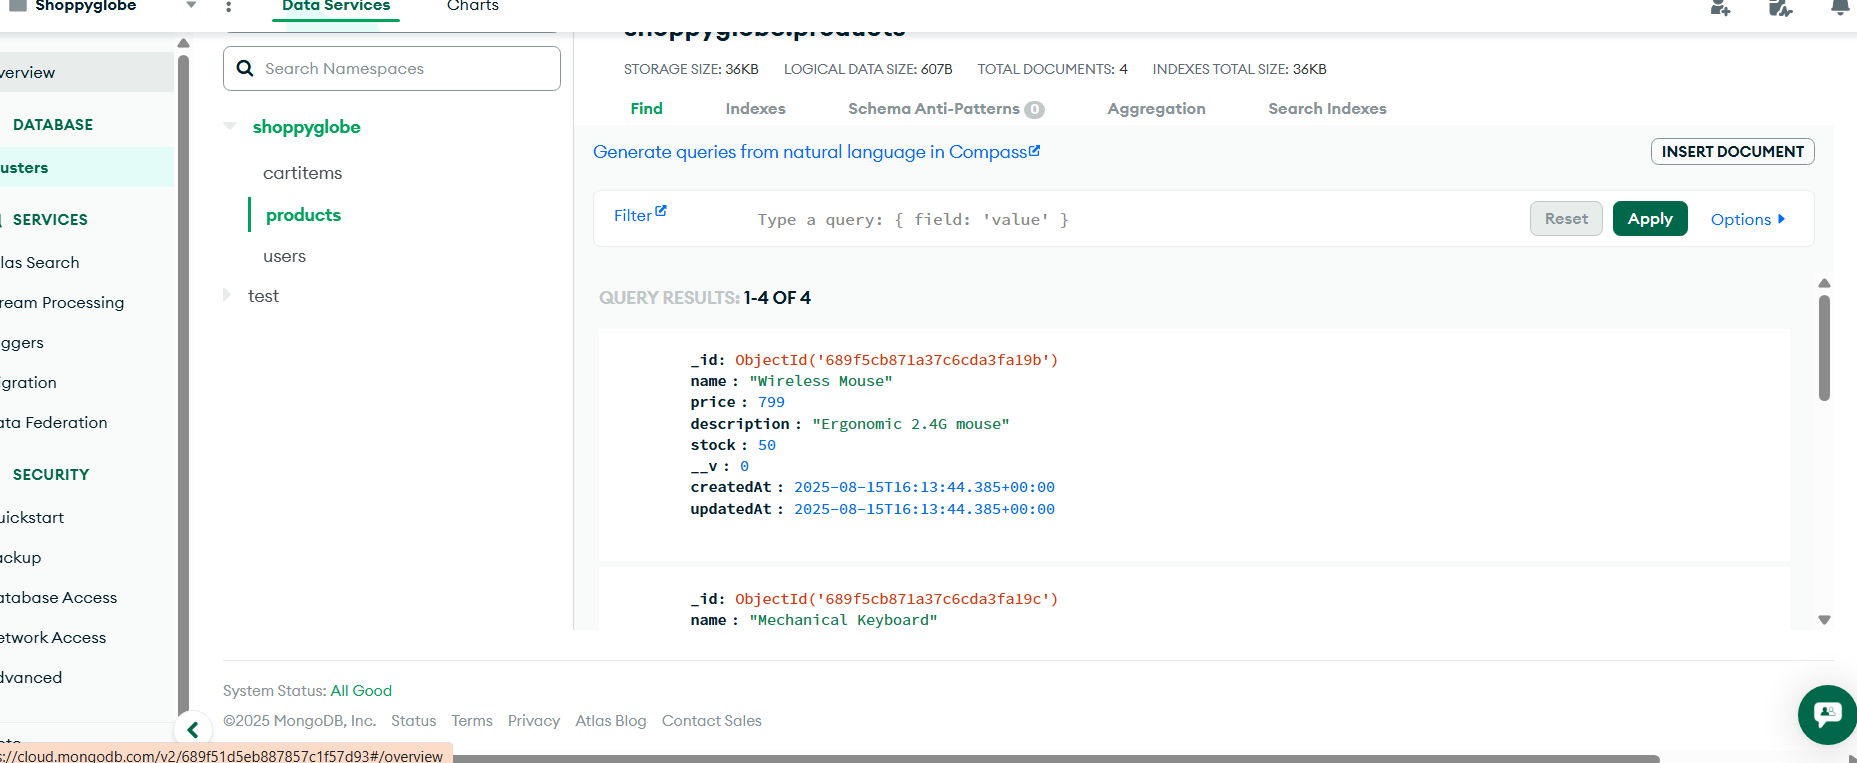 Shoppyglobe
Data Services
Charts
verview
DATABASE
usters
SERVICES
las Search
ream Processing
ggers
igration
ata Federation
SECURITY
uickstart
ackup
atabase Access
etwork Access
dvanced
Search Namespaces
shoppyglobe
cartitems
products
users
test
shoppyglobe.products
STORAGE SIZE: 36KB LOGICAL DATA SIZE: 607B TOTAL DOCUMENTS: 4 INDEXES TOTAL SIZE: 36KB
Find Indexes Schema Anti-Patterns 0 Aggregation Search Indexes
Generate queries from natural language in Compass
INSERT DOCUMENT
Filter
Type a query: { field: 'value' }
Reset
Apply
Options
QUERY RESULTS: 1-4 OF 4
_id: ObjectId('689f5cb871a37c6cda3fa19b')
name : "Wireless Mouse"
price : 799
description : "Ergonomic 2.4G mouse"
stock : 50
__v : 0
createdAt : 2025-08-15T16:13:44.385+00:00
updatedAt : 2025-08-15T16:13:44.385+00:00
_id: ObjectId('689f5cb871a37c6cda3fa19c')
name : "Mechanical Keyboard"
System Status: All Good
©2025 MongoDB, Inc. Status Terms Privacy Atlas Blog Contact Sales
s://cloud.mongodb.com/v2/689f51d5eb887857c1f57d93#/overview